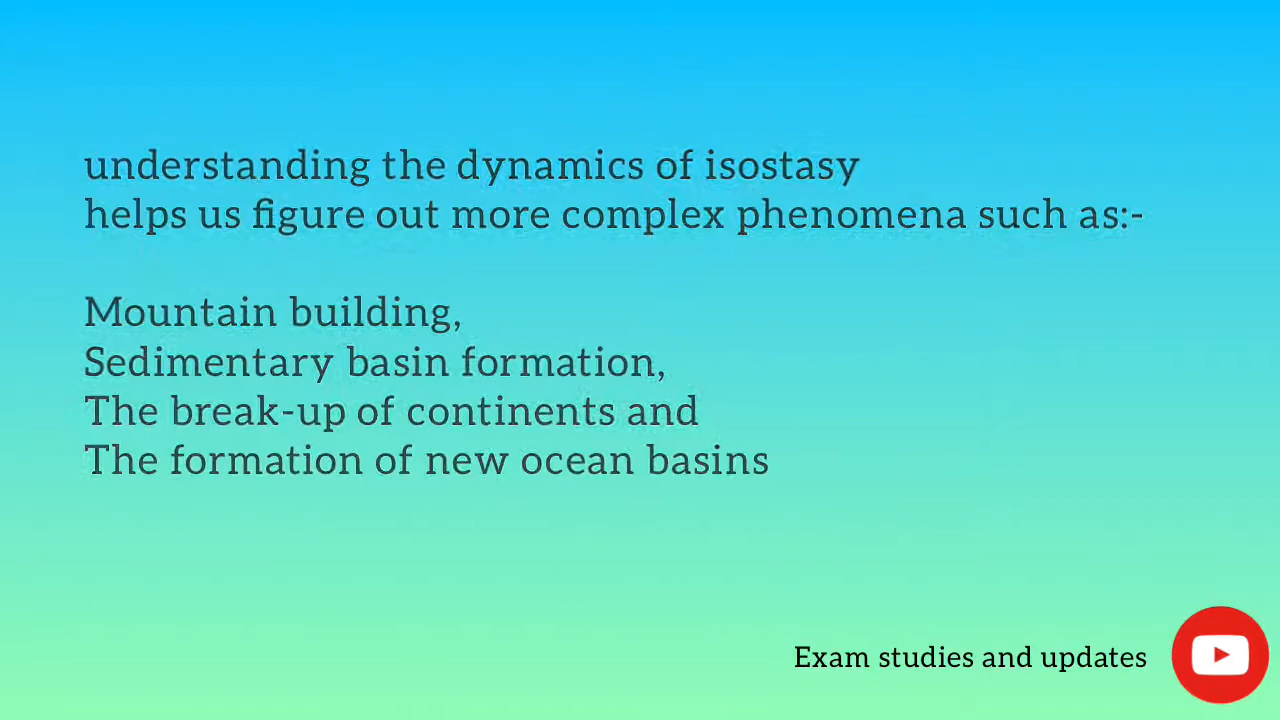 understanding the dynamics of isostasy
helps us figure out more complex phenomena such as:-
Mountain building,
Sedimentary basin formation,
The break-up of continents and
The formation of new ocean basins
Exam studies and updates